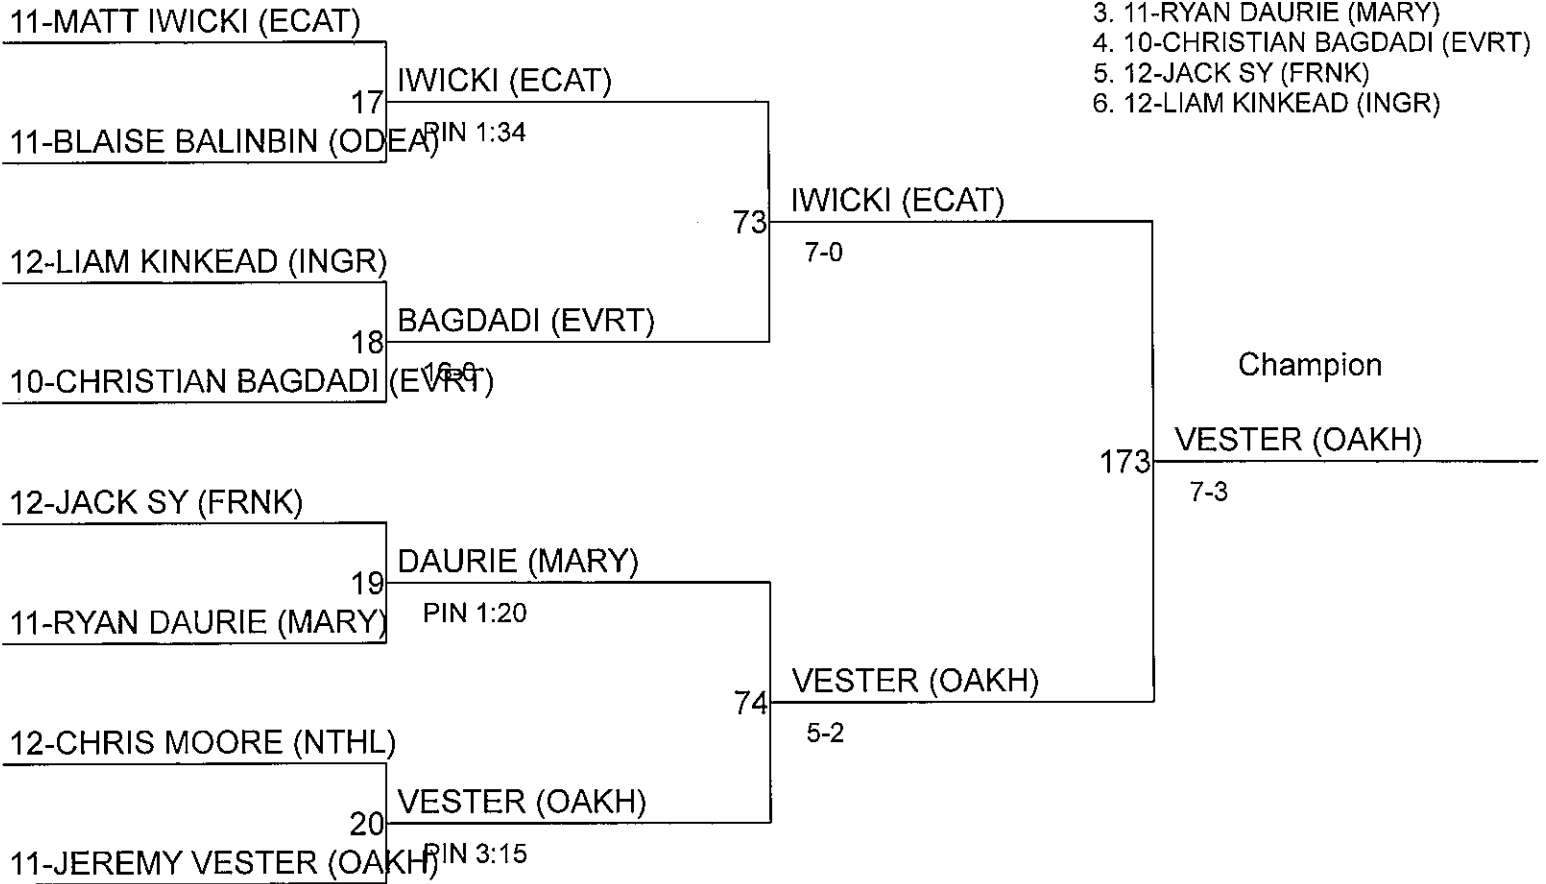 11-MATT IWICKI (ECAT)
17
IWICKI (ECAT)
PIN 1:34
11-BLAISE BALINBIN (ODEA)
73
IWICKI (ECAT)
7-0
12-LIAM KINKEAD (INGR)
18
BAGDADI (EVRT)
10-CHRISTIAN BAGDADI (EVRT)
12-JACK SY (FRNK)
19
DAURIE (MARY)
PIN 1:20
11-RYAN DAURIE (MARY)
74
VESTER (OAKH)
5-2
12-CHRIS MOORE (NTHL)
20
VESTER (OAKH)
PIN 3:15
11-JEREMY VESTER (OAKH)
Champion
173
VESTER (OAKH)
7-3
3. 11-RYAN DAURIE (MARY)
4. 10-CHRISTIAN BAGDADI (EVRT)
5. 12-JACK SY (FRNK)
6. 12-LIAM KINKEAD (INGR)